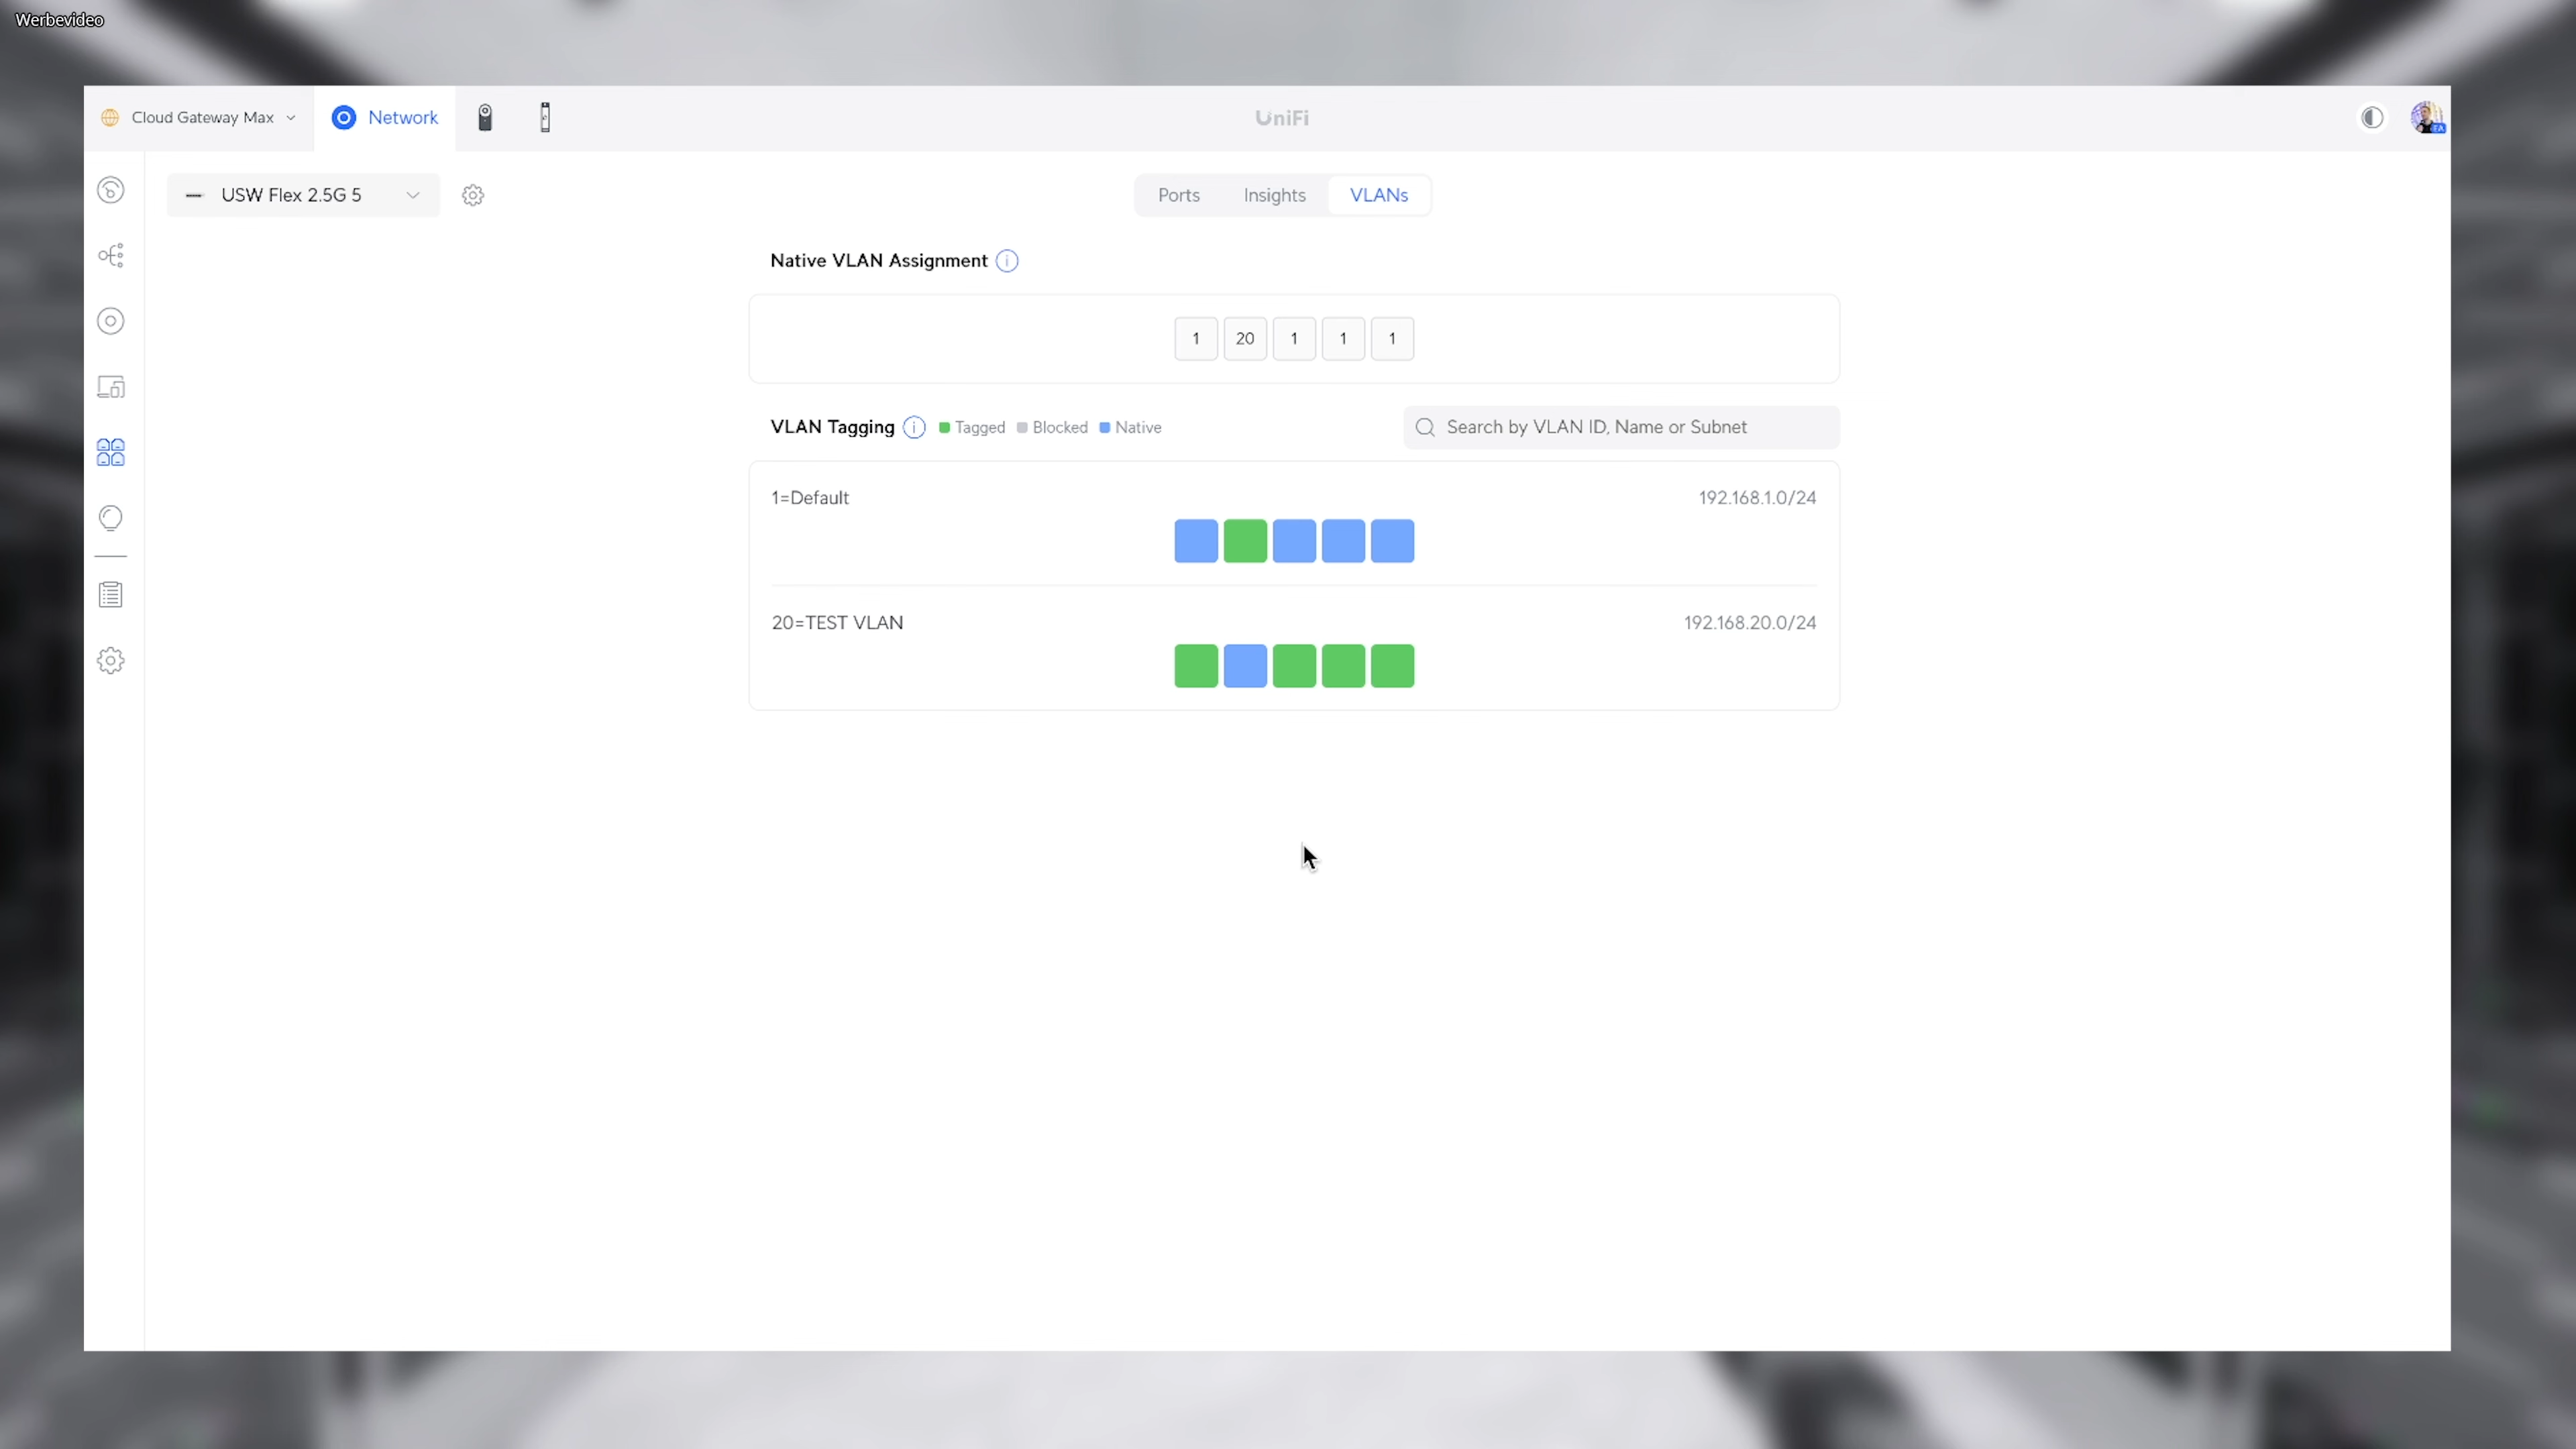 Werbevideo
Cloud Gateway Max
Network
UniFi
EA
USW Flex 2.5G 5
Ports Insights VLANs
Native VLAN Assignment
1 20 1 1 1
VLAN Tagging Tagged Blocked Native
Search by VLAN ID, Name or Subnet
1=Default 192.168.1.0/24
20=TEST VLAN 192.168.20.0/24